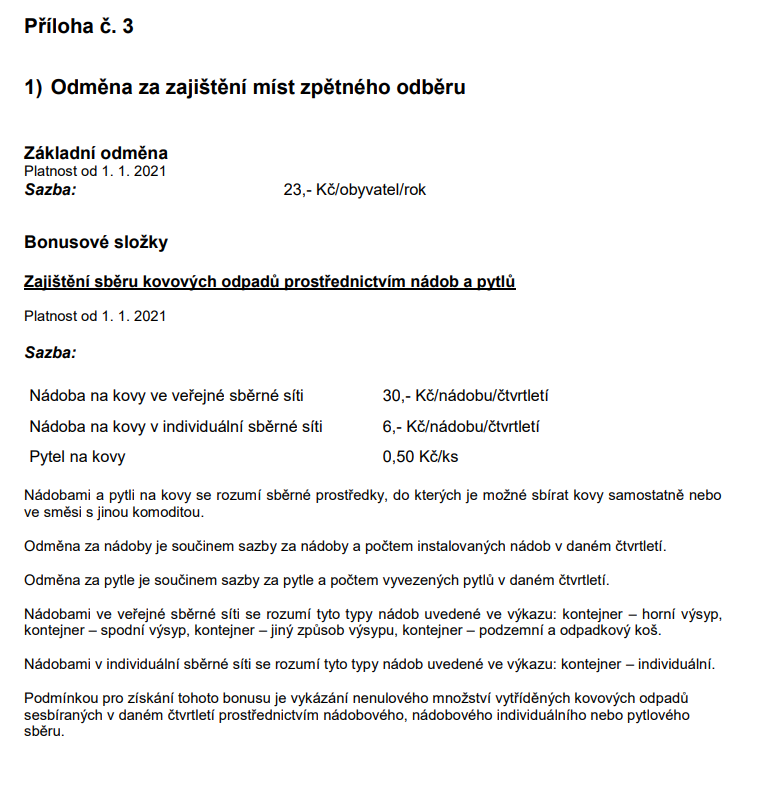 Příloha č. 3
1) Odměna za zajištění míst zpětného odběru
Základní odměna
Platnost od 1. 1. 2021
Sazba: 23,- Kč/obyvatel/rok
Bonusové složky
Zajištění sběru kovových odpadů prostřednictvím nádob a pytlů
Platnost od 1. 1. 2021
Sazba:
Nádoba na kovy ve veřejné sběrné síti 30,- Kč/nádobu/čtvrtletí
Nádoba na kovy v individuální sběrné síti 6,- Kč/nádobu/čtvrtletí
Pytel na kovy 0,50 Kč/ks
Nádobami a pytli na kovy se rozumí sběrné prostředky, do kterých je možné sbírat kovy samostatně nebo
ve směsi s jinou komoditou.
Odměna za nádoby je součinem sazby za nádoby a počtem instalovaných nádob v daném čtvrtletí.
Odměna za pytle je součinem sazby za pytle a počtem vyvezených pytlů v daném čtvrtletí.
Nádobami ve veřejné sběrné síti se rozumí tyto typy nádob uvedené ve výkazu: kontejner – horní výsyp,
kontejner – spodní výsyp, kontejner – jiný způsob výsypu, kontejner – podzemní a odpadkový koš.
Nádobami v individuální sběrné síti se rozumí tyto typy nádob uvedené ve výkazu: kontejner – individuální.
Podmínkou pro získání tohoto bonusu je vykázání nenulového množství vytříděných kovových odpadů
sesbíraných v daném čtvrtletí prostřednictvím nádobového, nádobového individuálního nebo pytlového
sběru.